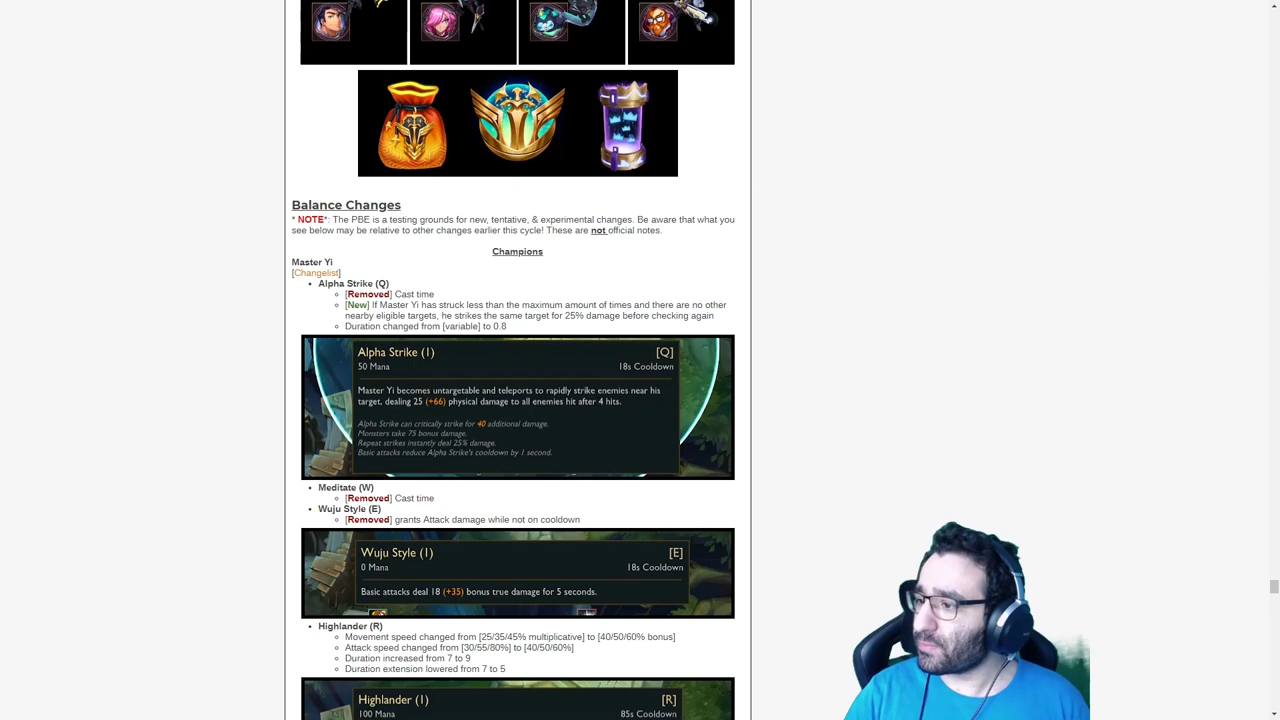 Balance Changes
* NOTE*: The PBE is a testing grounds for new, tentative, & experimental changes. Be aware that what you
see below may be relative to other changes earlier this cycle! These are not official notes.
Champions
Master Yi
[Changelist]
Alpha Strike (Q)
[Removed] Cast time
[New] If Master Yi has struck less than the maximum amount of times and there are no other
nearby eligible targets, he strikes the same target for 25% damage before checking again
Duration changed from [variable] to 0.8
Alpha Strike (1) [Q]
50 Mana 18s Cooldown
Master Yi becomes untargetable and teleports to rapidly strike enemies near his
target, dealing 25 (+66) physical damage to all enemies hit after 4 hits.
Alpha Strike can critically strike for 40 additional damage.
Monsters take 75 bonus damage.
Repeat strikes instantly deal 25% damage.
Basic attacks reduce Alpha Strike's cooldown by 1 second.
Meditate (W)
[Removed] Cast time
Wuju Style (E)
[Removed] grants Attack damage while not on cooldown
Wuju Style (1) [E]
0 Mana 18s Cooldown
Basic attacks deal 18 (+35) bonus true damage for 5 seconds.
Highlander (R)
Movement speed changed from [25/35/45% multiplicative] to [40/50/60% bonus]
Attack speed changed from [30/55/80%] to [40/50/60%]
Duration increased from 7 to 9
Duration extension lowered from 7 to 5
Highlander (1) [R]
100 Mana 85s Cooldown